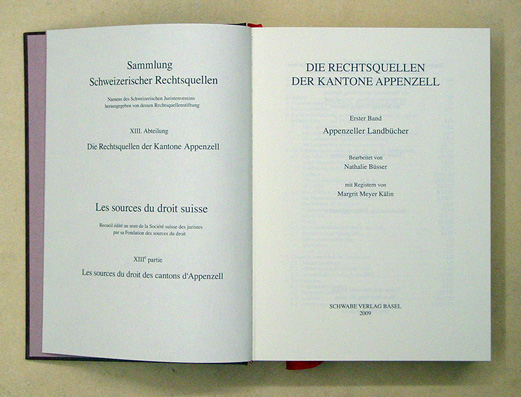 Sammlung
Schweizerischer Rechtsquellen
Namens des Schweizerischen Juristenvereins
herausgegeben von dessen Rechtsquellenstiftung
XIII. Abteilung
Die Rechtsquellen der Kantone Appenzell
Les sources du droit suisse
Recueil édité au nom de la Société suisse des juristes
par sa Fondation des sources du droit
XIIIe partie
Les sources du droit des cantons d'Appenzell
DIE RECHTSQUELLEN
DER KANTONE APPENZELL
Erster Band
Appenzeller Landbücher
Bearbeitet von
Nathalie Büsser
mit Registern von
Margrit Meyer Kälin
SCHWABE VERLAG BASEL
2009